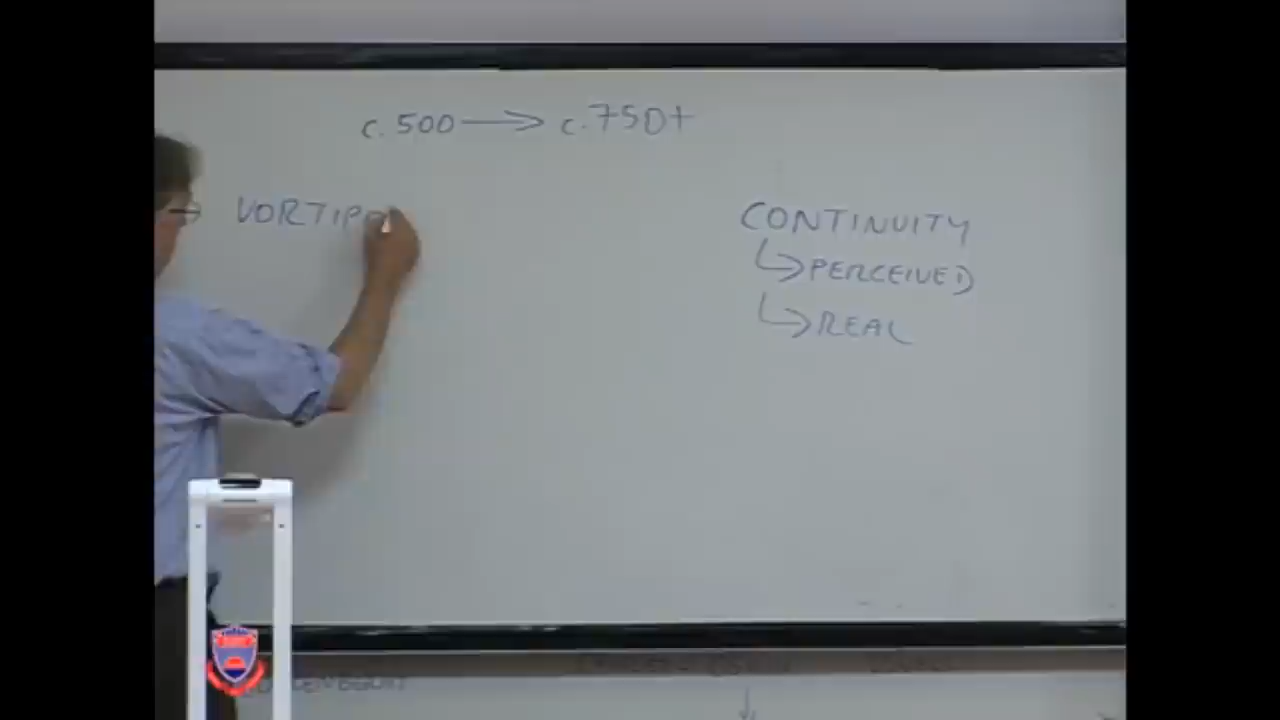 c. 500 → c. 750+
VORTIP
CONTINUITY
↳ PERCEIVED
↳ REAL